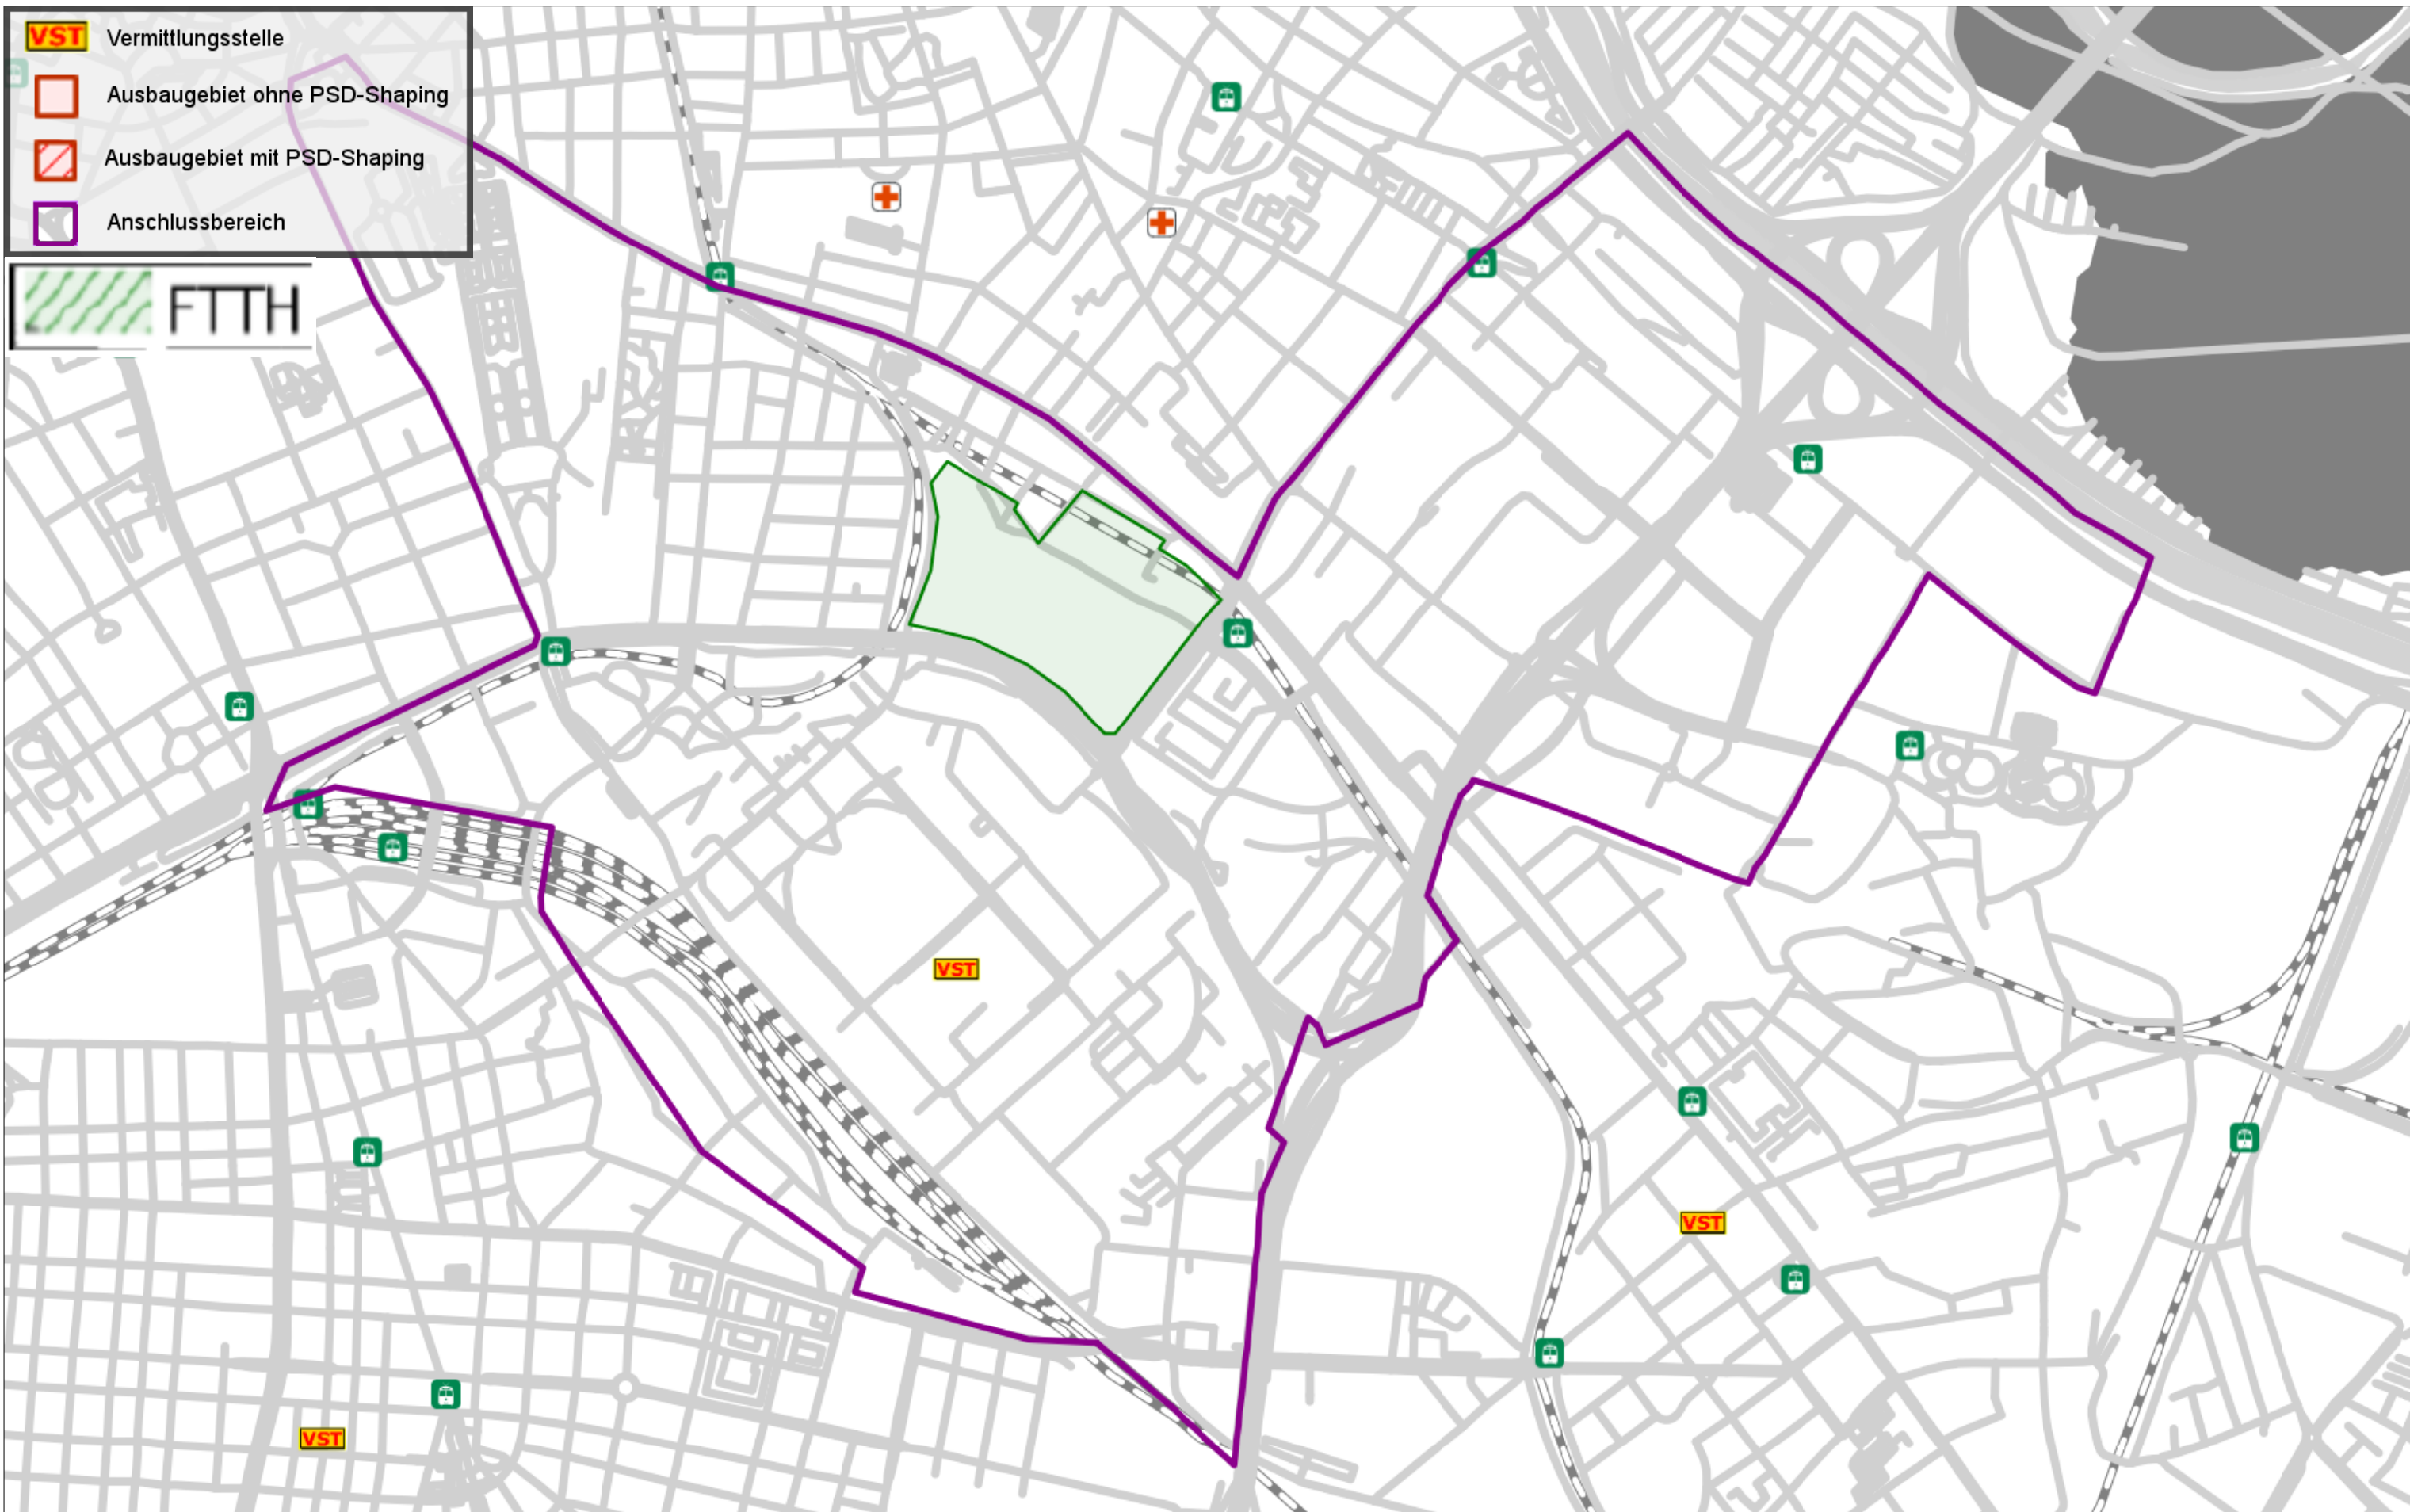 VST Vermittlungsstelle
Ausbaugebiet ohne PSD-Shaping
Ausbaugebiet mit PSD-Shaping
Anschlussbereich
FTTH
VST
VST
VST